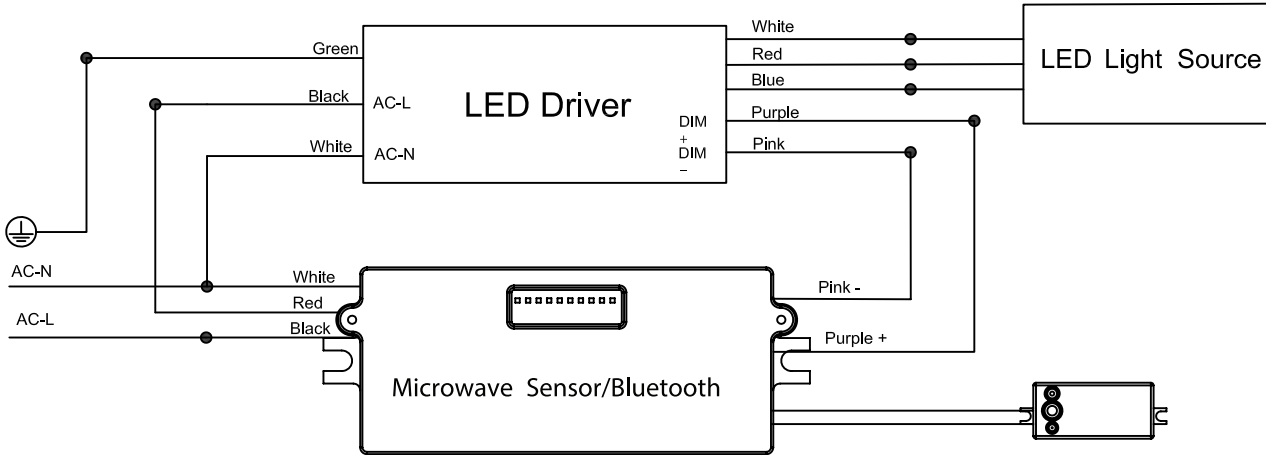 White
Green
Red
LED Light Source
Blue
Black
AC-L
LED Driver
DIM
+
Purple
White
AC-N
DIM
−
Pink
AC-N
White
Pink -
Red
AC-L
Black
Purple +
Microwave Sensor/Bluetooth